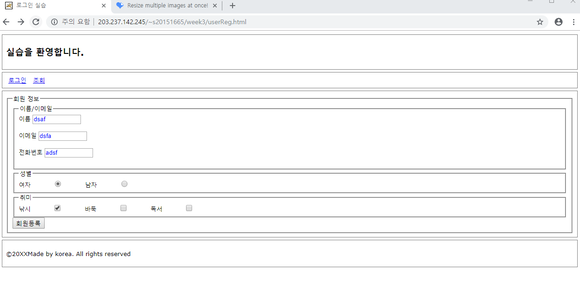 로그인 실습
Resize multiple images at once
주의 요함 203.237.142.245/~s20151665/week3/userReg.html
실습을 환영합니다.
로그인 조회
회원 정보
이름/이메일
이름 dsaf
이메일 dsfa
전화번호 adsf
성별
여자 남자
취미
낚시 바둑 독서
회원등록
©20XXMade by korea. All rights reserved